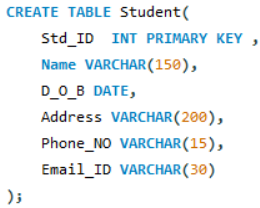 CREATE TABLE Student(
Std_ID  INT PRIMARY KEY ,
Name VARCHAR(150),
D_O_B DATE,
Address VARCHAR(200),
Phone_NO VARCHAR(15),
Email_ID VARCHAR(30)
);